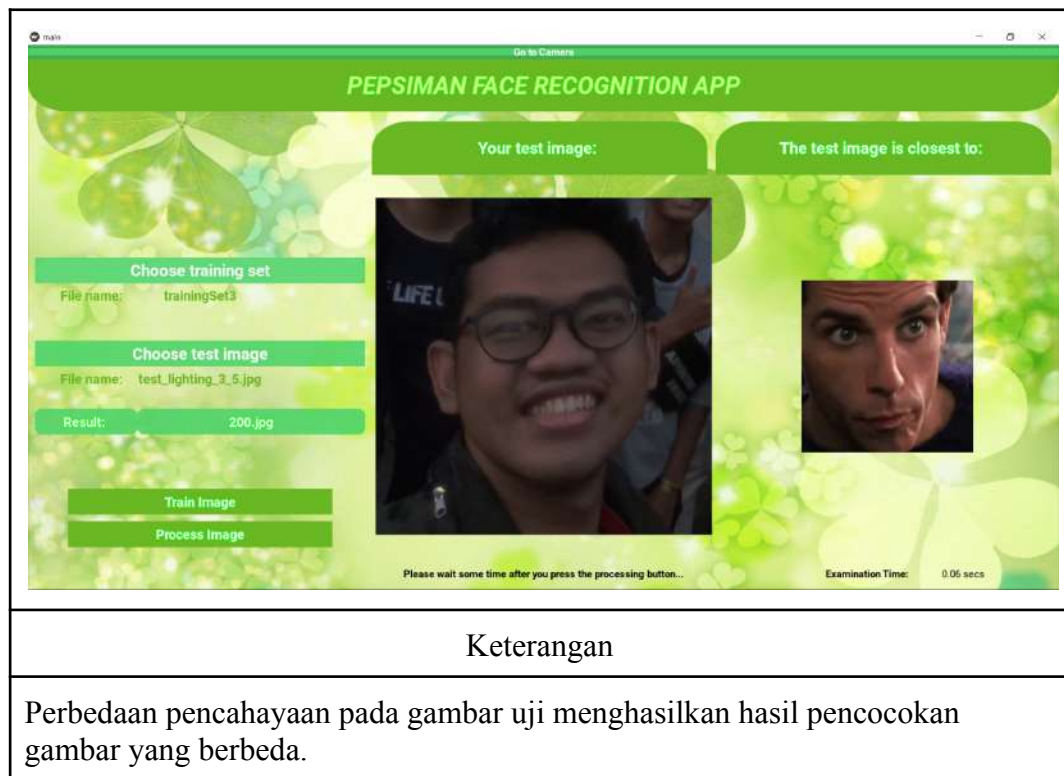 main
Go to Camera
PEPSIMAN FACE RECOGNITION APP
Your test image:
The test image is closest to:
Choose training set
File name: trainingSet3
LIFE
Choose test image
File name: test_lighting_3_5.jpg
Result: 200.jpg
Train Image
Process Image
Please wait some time after you press the processing button...
Examination Time: 0.06 secs
Keterangan
Perbedaan pencahayaan pada gambar uji menghasilkan hasil pencocokan
gambar yang berbeda.